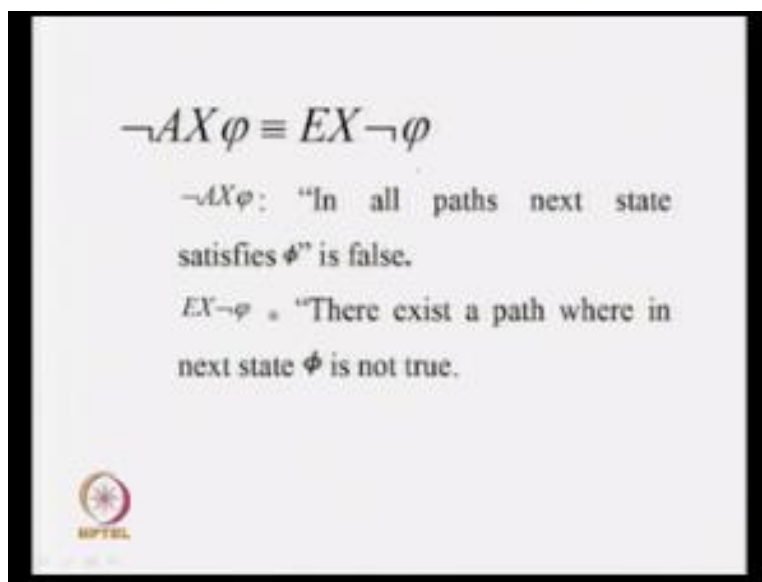 ¬AXφ ≡ EX¬φ
¬AXφ: “In all paths next state
satisfies ϕ” is false.
EX¬φ . “There exist a path where in
next state ϕ is not true.
NPTEL